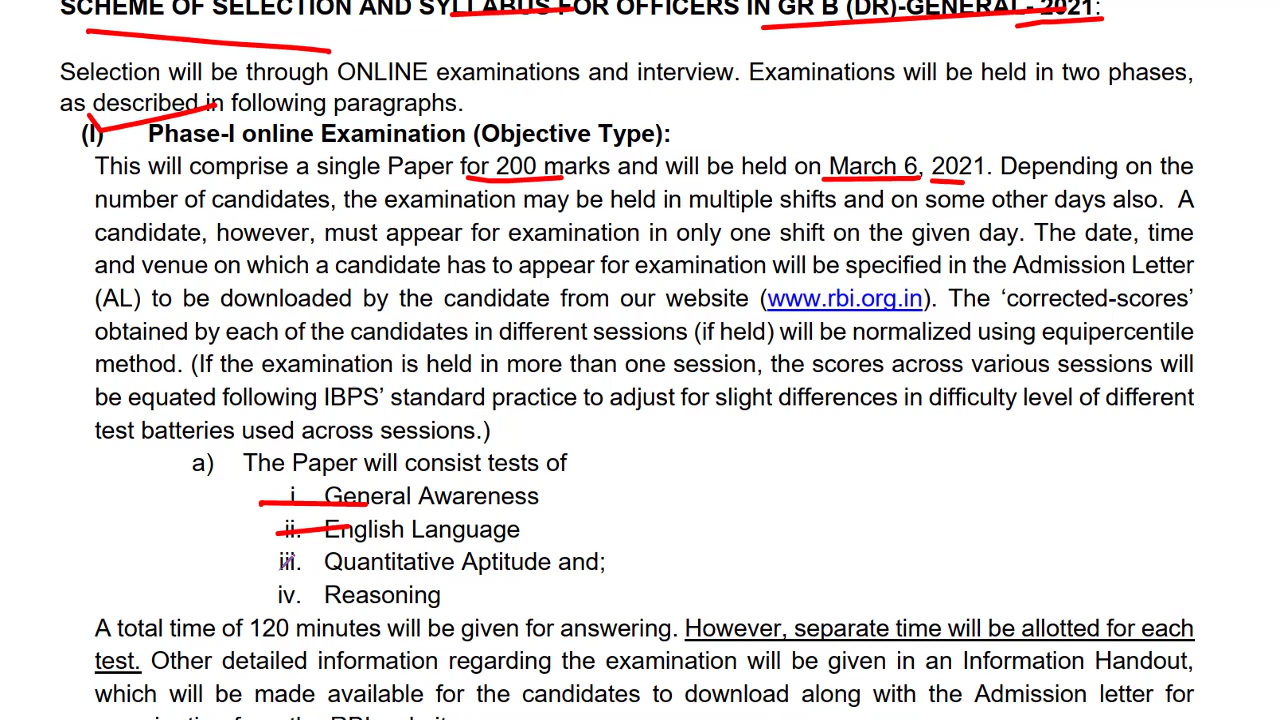 SCHEME OF SELECTION AND SYLLABUS FOR OFFICERS IN GR B (DR)-GENERAL- 2021:
Selection will be through ONLINE examinations and interview. Examinations will be held in two phases,
as described in following paragraphs.
(I) Phase-I online Examination (Objective Type):
This will comprise a single Paper for 200 marks and will be held on March 6, 2021. Depending on the
number of candidates, the examination may be held in multiple shifts and on some other days also. A
candidate, however, must appear for examination in only one shift on the given day. The date, time
and venue on which a candidate has to appear for examination will be specified in the Admission Letter
(AL) to be downloaded by the candidate from our website (www.rbi.org.in). The ‘corrected-scores’
obtained by each of the candidates in different sessions (if held) will be normalized using equipercentile
method. (If the examination is held in more than one session, the scores across various sessions will
be equated following IBPS’ standard practice to adjust for slight differences in difficulty level of different
test batteries used across sessions.)
a) The Paper will consist tests of
i. General Awareness
ii. English Language
iii. Quantitative Aptitude and;
iv. Reasoning
A total time of 120 minutes will be given for answering. However, separate time will be allotted for each
test. Other detailed information regarding the examination will be given in an Information Handout,
which will be made available for the candidates to download along with the Admission letter for